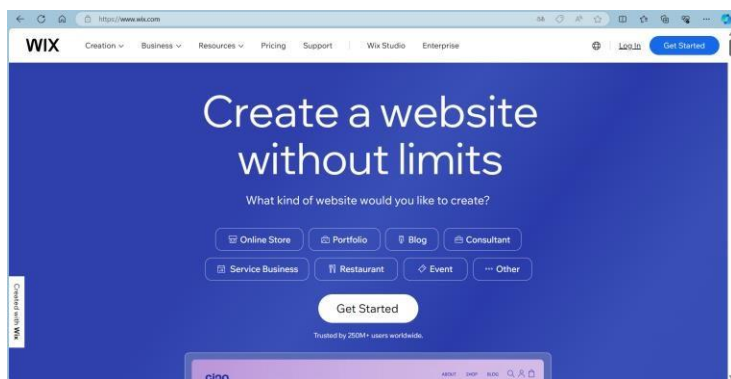 https://www.wix.com
WIX Creation Business Resources Pricing Support Wix Studio Enterprise Log In Get Started
Create a website
without limits
What kind of website would you like to create?
Online Store Portfolio Blog Consultant
Service Business Restaurant Event Other
Get Started
Trusted by 250M+ users worldwide.
Created with Wix
ABOUT SHOP BLOG